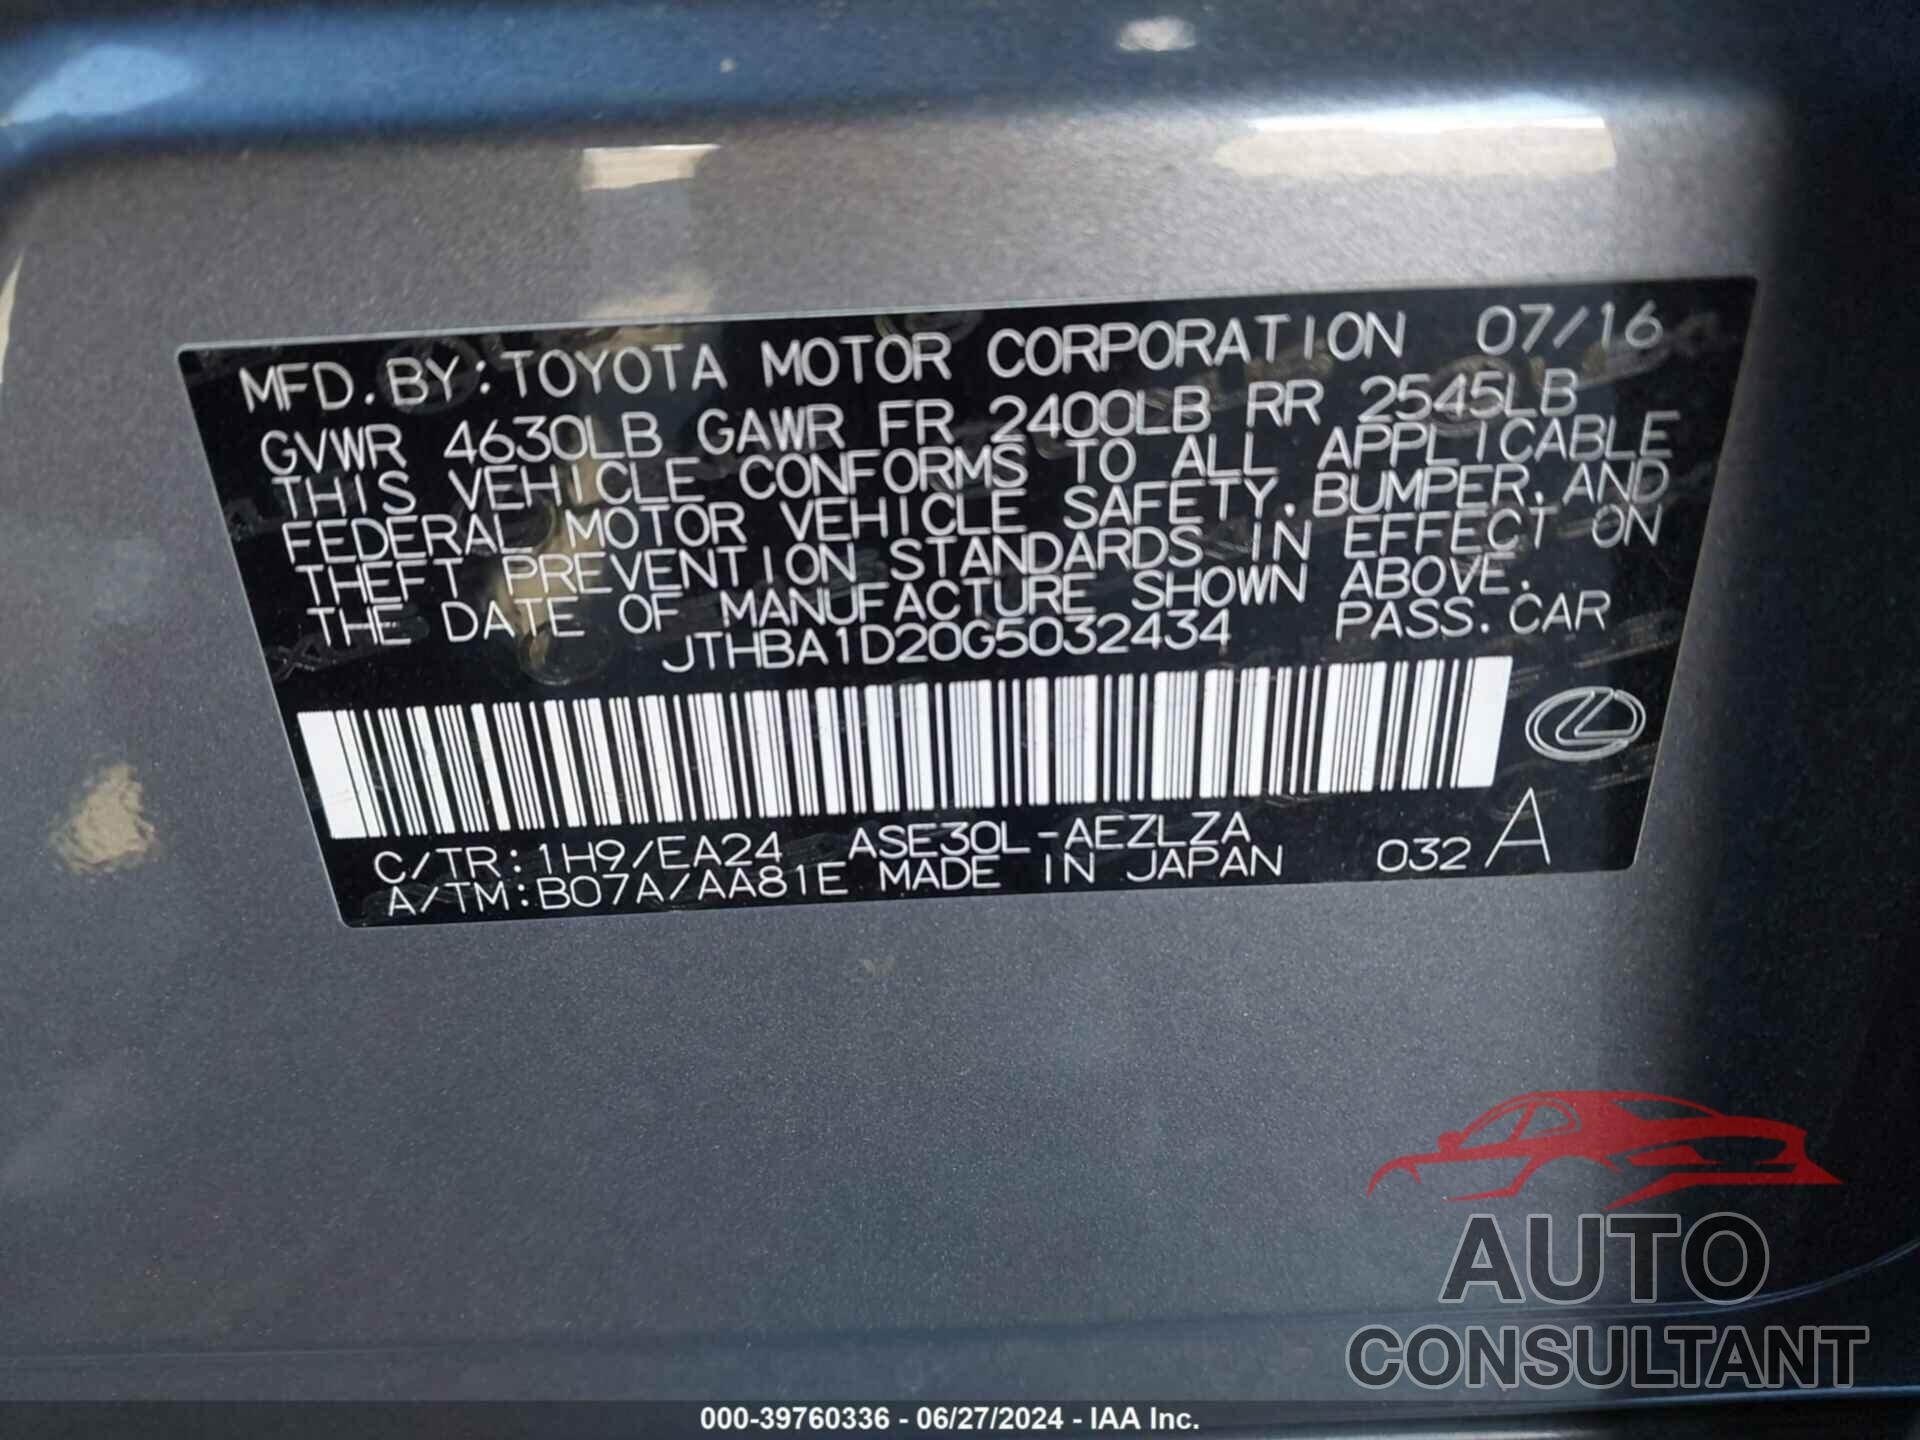 MFD. BY: TOYOTA MOTOR CORPORATION 07/16
GVWR 4630LB GAWR FR 2400LB RR 2545LB
THIS VEHICLE CONFORMS TO ALL APPLICABLE
FEDERAL MOTOR VEHICLE SAFETY, BUMPER, AND
THEFT PREVENTION STANDARDS IN EFFECT ON
THE DATE OF MANUFACTURE SHOWN ABOVE.
JTHBA1D20G5032434 PASS. CAR
C/TR: 1H9/EA24 ASE30L-AEZLZA
A/TM: B07A/AA81E MADE IN JAPAN 032 A
AUTO
CONSULTANT
000-39760336 - 06/27/2024 - IAA Inc.